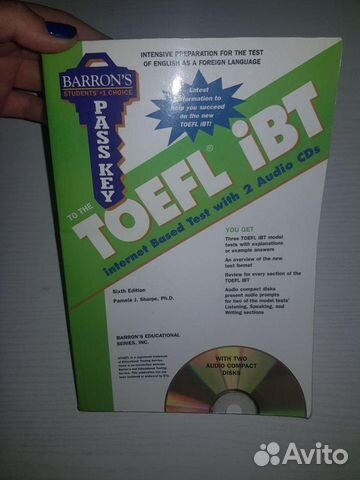 INTENSIVE PREPARATION FOR THE TEST
OF ENGLISH AS A FOREIGN LANGUAGE
BARRON'S
STUDENTS' #1 CHOICE
PASS KEY
TO THE
Latest
information to
help you succeed
on the new
TOEFL iBT!
TOEFL® iBT
Internet Based Test with 2 Audio CDs
YOU GET
Three TOEFL iBT model
tests with explanations
or example answers
An overview of the new
test format
Review for every section of the
TOEFL iBT
Audio compact disks
present audio prompts
for two of the model tests'
Listening, Speaking, and
Writing sections
Sixth Edition
Pamela J. Sharpe, Ph.D.
BARRON'S EDUCATIONAL
SERIES, INC.
WITH TWO
AUDIO COMPACT
DISKS
Avito